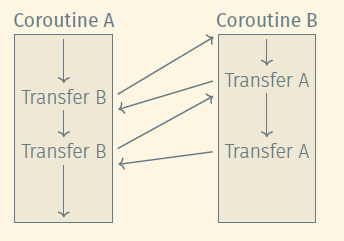 Coroutine A
Coroutine B
Transfer B
Transfer A
Transfer B
Transfer A